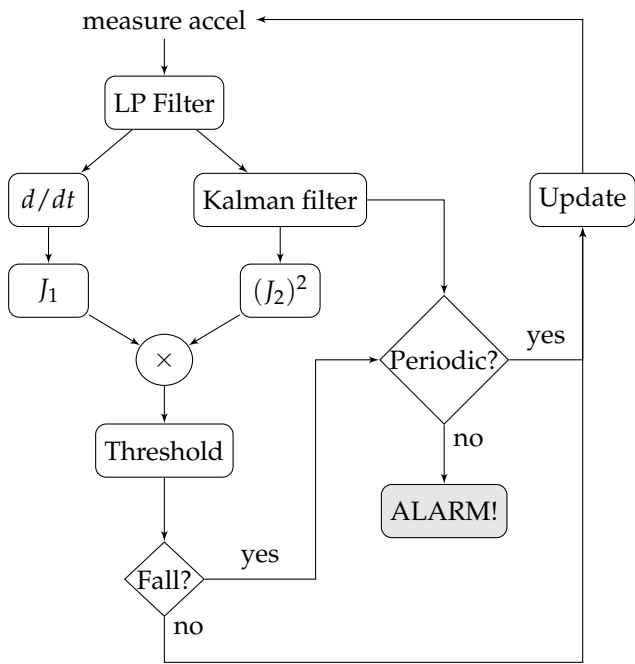 measure accel
LP Filter
d/dt
Kalman filter
Update
J₁
(J₂)²
×
Periodic?
yes
no
Threshold
ALARM!
yes
Fall?
no